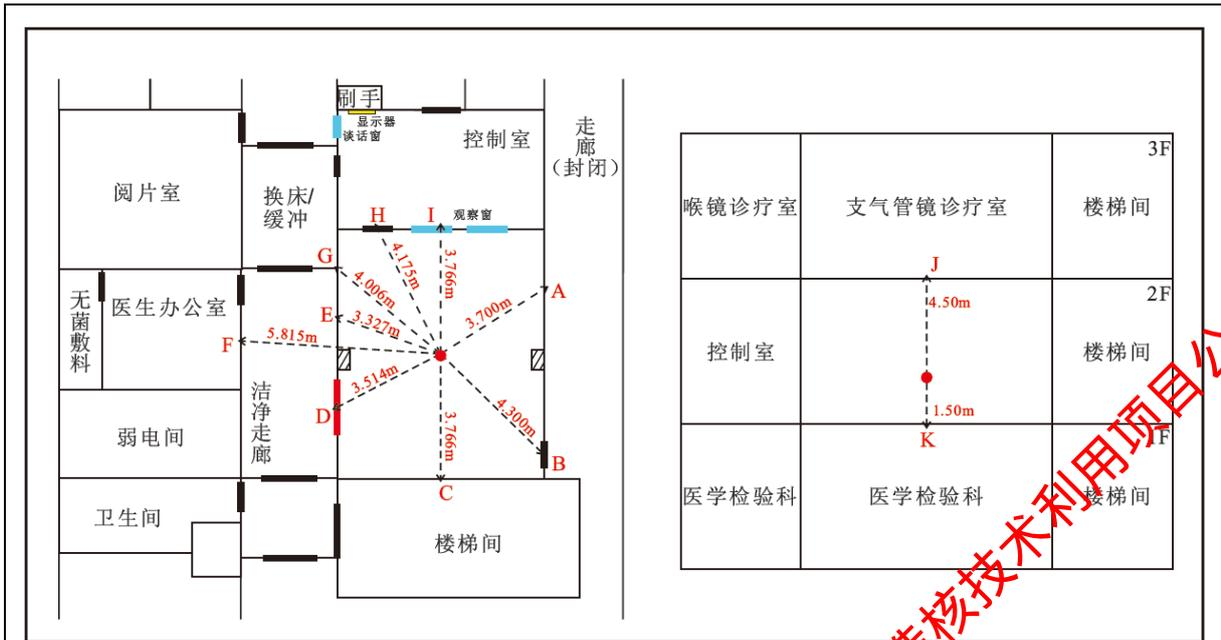 刷手
显示器
谈话窗
控制室
走廊
（封闭）
阅片室
换床/
缓冲
H
I
观察窗
G
4.175m
3.766m
4.006m
A
3.700m
E
3.327m
无菌敷料
医生办公室
F
5.815m
3.514m
D
洁净走廊
弱电间
4.300m
3.766m
B
C
卫生间
楼梯间
3F
喉镜诊疗室
支气管镜诊疗室
楼梯间
J
2F
4.50m
控制室
楼梯间
1.50m
K
1F
医学检验科
医学检验科
楼梯间
核技术利用项目公